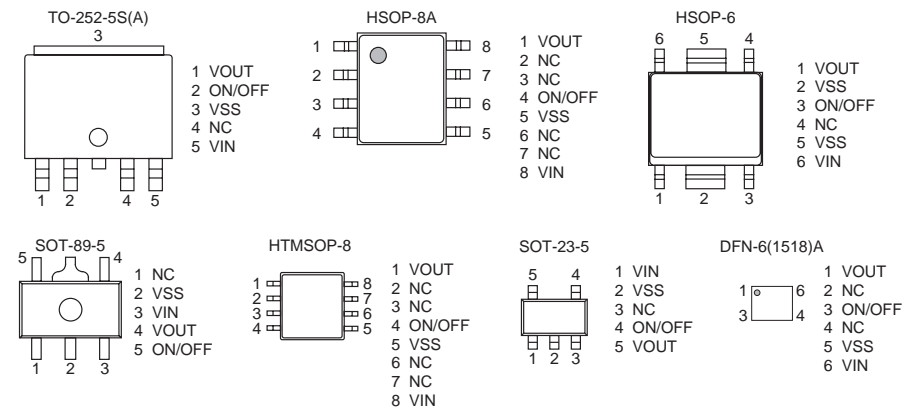 TO-252-5S(A)
3
1 2 4 5
1 VOUT
2 ON/OFF
3 VSS
4 NC
5 VIN
HSOP-8A
1 8
2 7
3 6
4 5
1 VOUT
2 NC
3 NC
4 ON/OFF
5 VSS
6 NC
7 NC
8 VIN
HSOP-6
6 5 4
1 2 3
1 VOUT
2 VSS
3 ON/OFF
4 NC
5 VSS
6 VIN
SOT-89-5
5 4
1 2 3
1 NC
2 VSS
3 VIN
4 VOUT
5 ON/OFF
HTMSOP-8
1 8
2 7
3 6
4 5
1 VOUT
2 NC
3 NC
4 ON/OFF
5 VSS
6 NC
7 NC
8 VIN
SOT-23-5
5 4
1 2 3
1 VIN
2 VSS
3 NC
4 ON/OFF
5 VOUT
DFN-6(1518)A
1 6
3 4
1 VOUT
2 NC
3 ON/OFF
4 NC
5 VSS
6 VIN